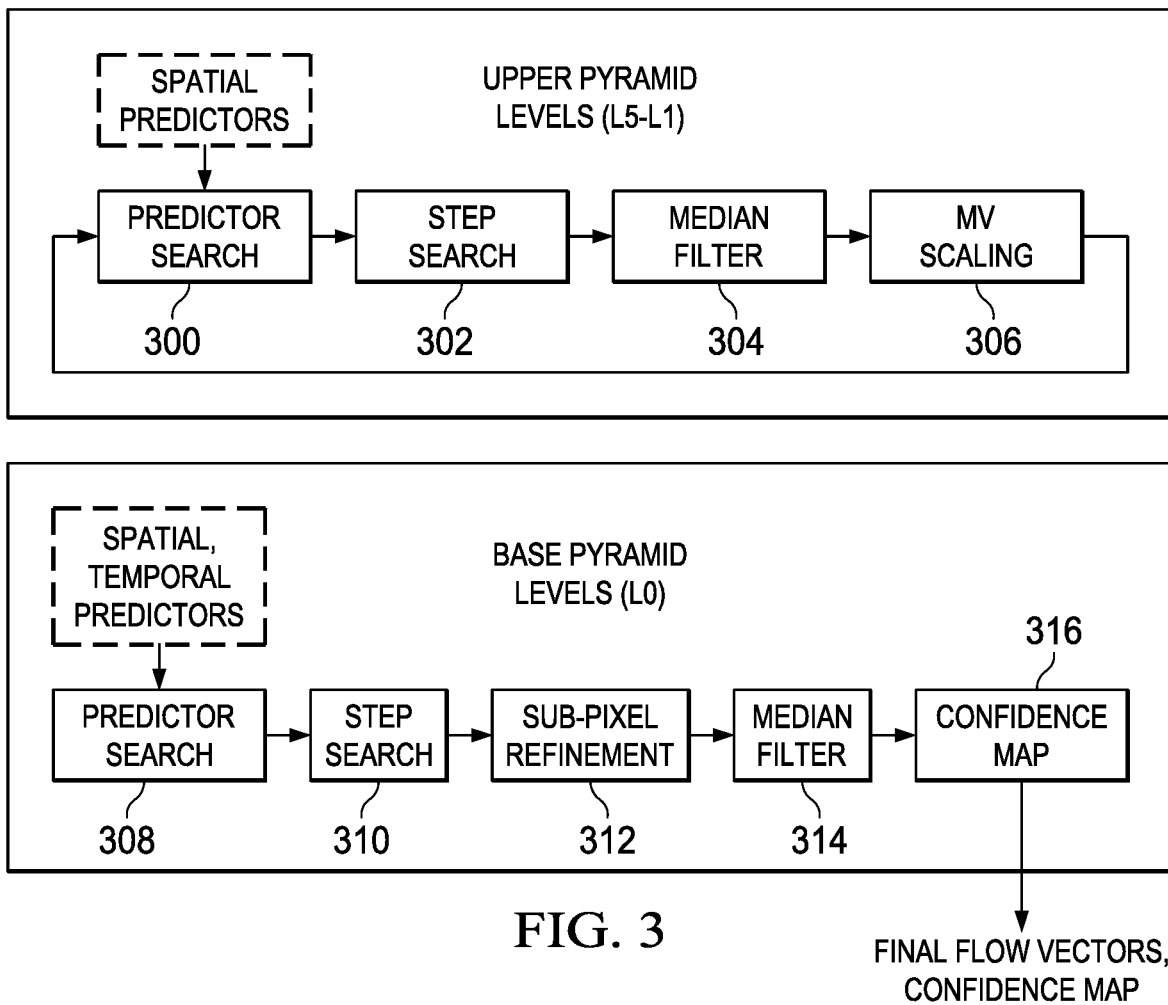 SPATIAL
PREDICTORS
UPPER PYRAMID
LEVELS (L5-L1)
PREDICTOR
SEARCH
STEP
SEARCH
MEDIAN
FILTER
MV
SCALING
300
302
304
306
SPATIAL,
TEMPORAL
PREDICTORS
BASE PYRAMID
LEVELS (L0)
316
PREDICTOR
SEARCH
STEP
SEARCH
SUB-PIXEL
REFINEMENT
MEDIAN
FILTER
CONFIDENCE
MAP
308
310
312
314
FIG. 3
FINAL FLOW VECTORS,
CONFIDENCE MAP